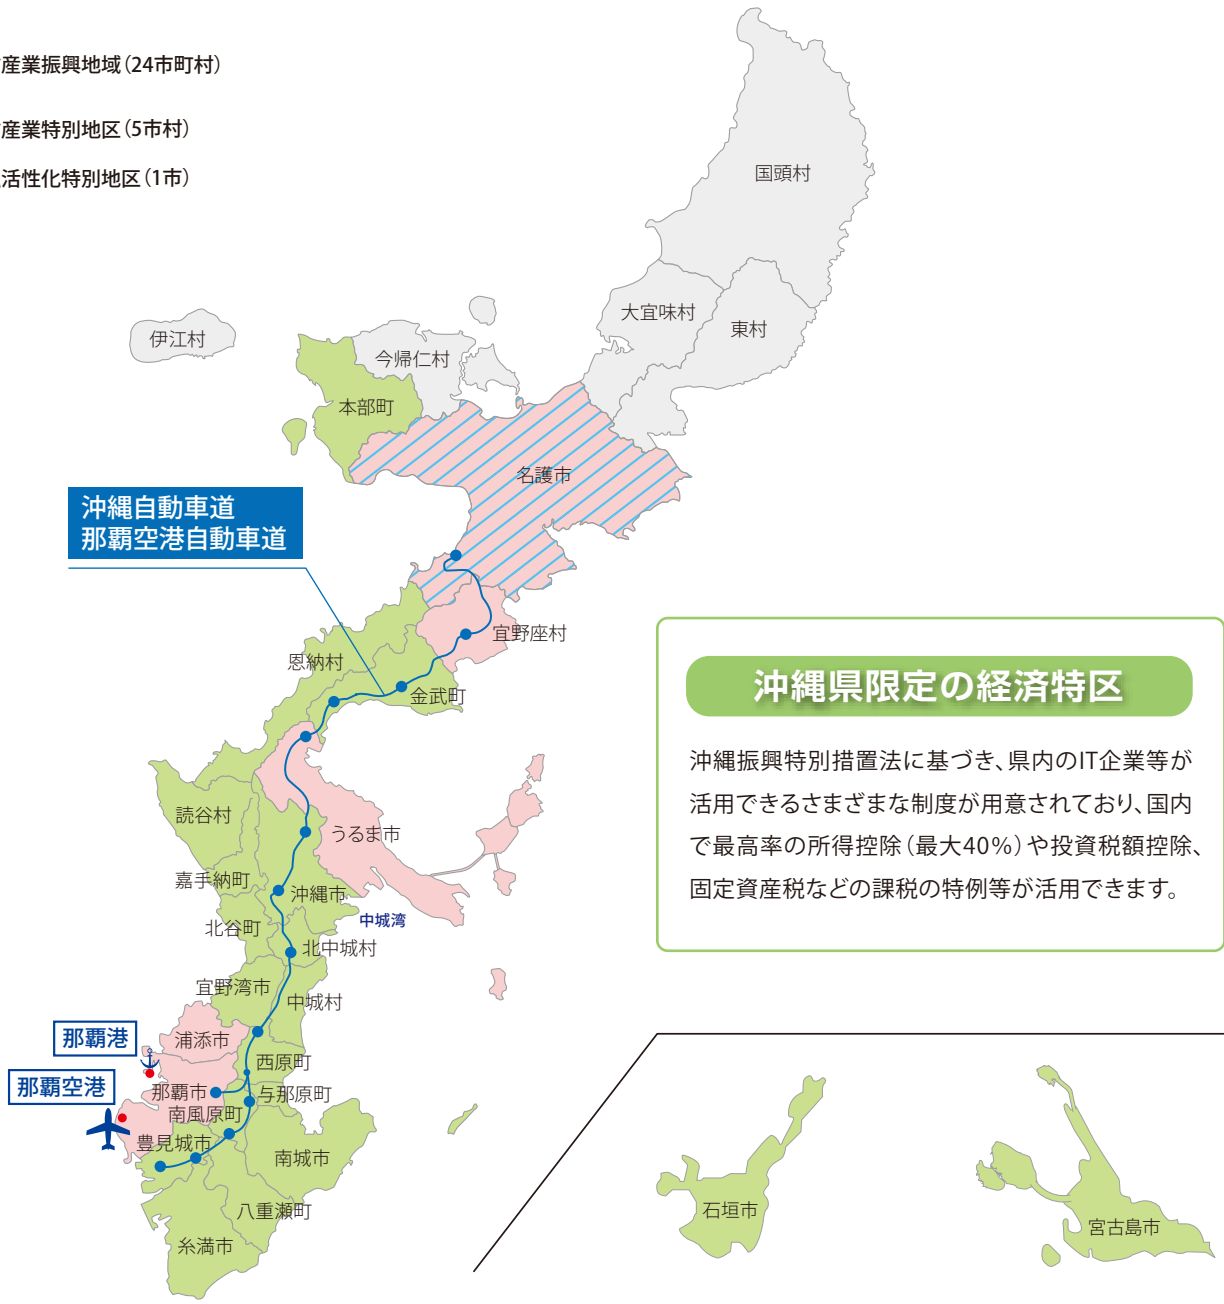 産業振興地域（24市町村）
産業特別地区（5市村）
活性化特別地区（1市）
国頭村
大宜味村
東村
伊江村
今帰仁村
本部町
名護市
沖縄自動車道
那覇空港自動車道
宜野座村
恩納村
金武町
読谷村
うるま市
嘉手納町
沖縄市
中城湾
北谷町
北中城村
宜野湾市
中城村
浦添市
那覇港
西原町
那覇空港
那覇市
与那原町
南風原町
豊見城市
南城市
八重瀬町
糸満市
沖縄県限定の経済特区
沖縄振興特別措置法に基づき、県内のIT企業等が
活用できるさまざまな制度が用意されており、国内
で最高率の所得控除（最大40%）や投資税額控除、
固定資産税などの課税の特例等が活用できます。
石垣市
宮古島市